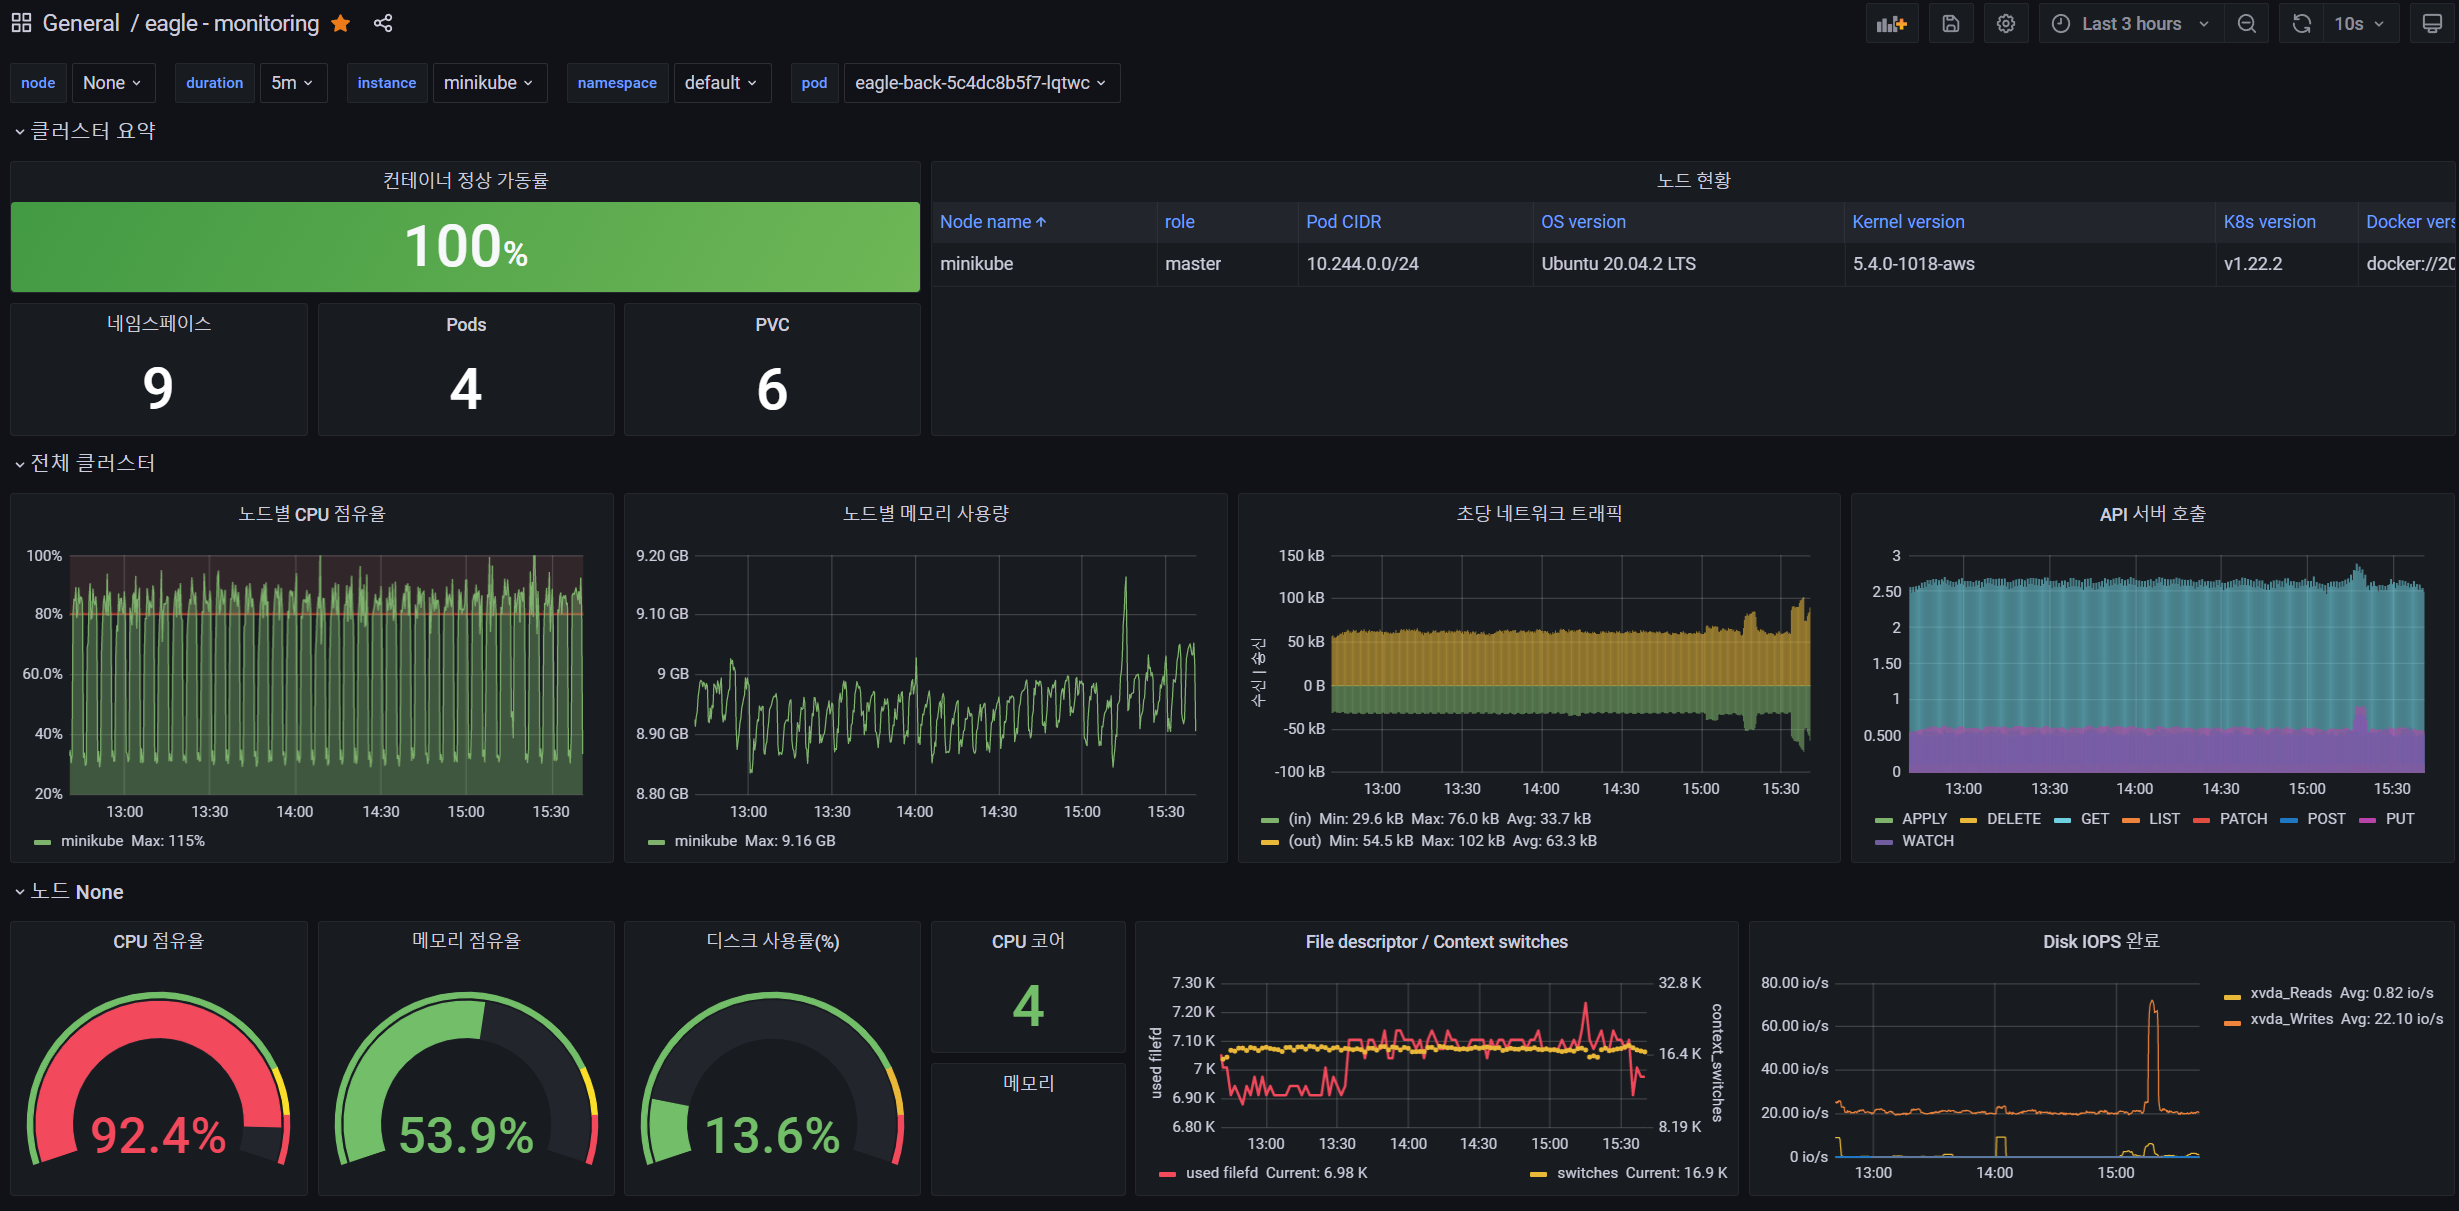 General / eagle - monitoring
Last 3 hours
10s
node None
duration 5m
instance minikube
namespace default
pod eagle-back-5c4dc8b5f7-lqtwc
클러스터 요약
컨테이너 정상 가동률
100%
네임스페이스
9
Pods
4
PVC
6
노드 현황
Node name role Pod CIDR OS version Kernel version K8s version Docker vers
minikube master 10.244.0.0/24 Ubuntu 20.04.2 LTS 5.4.0-1018-aws v1.22.2 docker://20
전체 클러스터
노드별 CPU 점유율
100%
80%
60.0%
40%
20%
13:00 13:30 14:00 14:30 15:00 15:30
minikube Max: 115%
노드별 메모리 사용량
9.20 GB
9.10 GB
9 GB
8.90 GB
8.80 GB
13:00 13:30 14:00 14:30 15:00 15:30
minikube Max: 9.16 GB
초당 네트워크 트래픽
수신 | 송신
150 kB
100 kB
50 kB
0 B
-50 kB
-100 kB
13:00 13:30 14:00 14:30 15:00 15:30
(in) Min: 29.6 kB Max: 76.0 kB Avg: 33.7 kB
(out) Min: 54.5 kB Max: 102 kB Avg: 63.3 kB
API 서버 호출
3
2.50
2
1.50
1
0.500
0
13:00 13:30 14:00 14:30 15:00 15:30
APPLY DELETE GET LIST PATCH POST PUT
WATCH
노드 None
CPU 점유율
92.4%
메모리 점유율
53.9%
디스크 사용률(%)
13.6%
CPU 코어
4
메모리
File descriptor / Context switches
used filefd
7.30 K
7.20 K
7.10 K
7 K
6.90 K
6.80 K
32.8 K
16.4 K
8.19 K
context_switches
13:00 13:30 14:00 14:30 15:00 15:30
used filefd Current: 6.98 K
switches Current: 16.9 K
Disk IOPS 완료
80.00 io/s
60.00 io/s
40.00 io/s
20.00 io/s
0 io/s
13:00 14:00 15:00
xvda_Reads Avg: 0.82 io/s
xvda_Writes Avg: 22.10 io/s